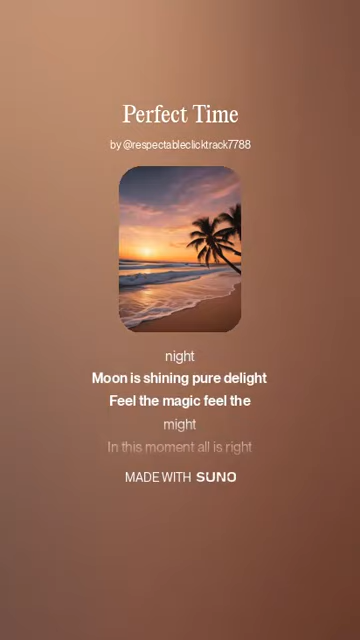 Perfect Time
by @respectableclicktrack7788
night
Moon is shining pure delight
Feel the magic feel the
might
In this moment all is right
MADE WITH SUNO